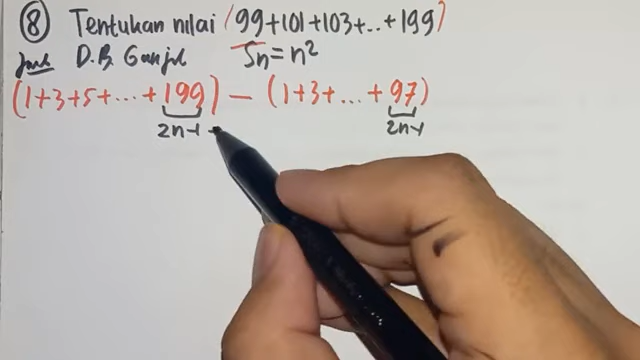 ⑧ Tentukan nilai (99+101+103+...+199)
Jwb D.B. Ganjil Sn=n²
(1+3+5+...+199) - (1+3+...+97)
2n-1 2n-1